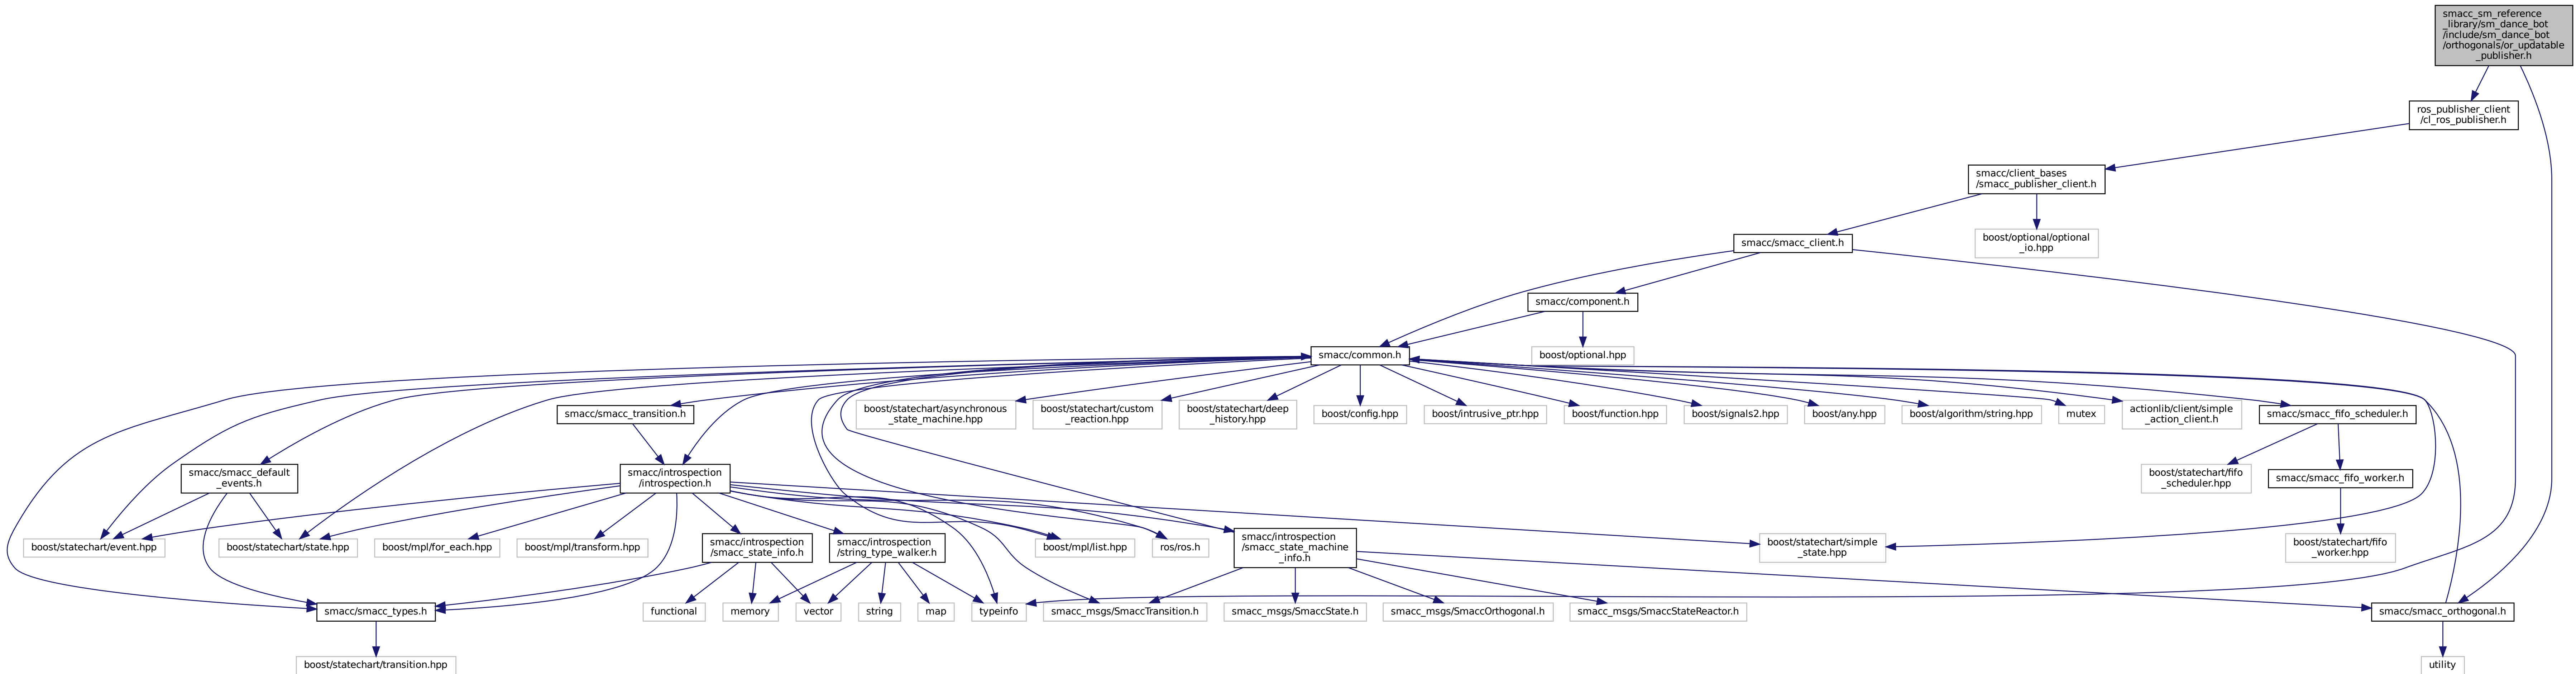 smacc_sm_reference
_library/sm_dance_bot
/include/sm_dance_bot
/orthogonals/or_updatable
_publisher.h
ros_publisher_client
/cl_ros_publisher.h
smacc/client_bases
/smacc_publisher_client.h
smacc/smacc_client.h
boost/optional/optional
_io.hpp
smacc/component.h
smacc/common.h
boost/optional.hpp
smacc/smacc_transition.h
boost/statechart/asynchronous
_state_machine.hpp
boost/statechart/custom
_reaction.hpp
boost/statechart/deep
_history.hpp
boost/config.hpp
boost/intrusive_ptr.hpp
boost/function.hpp
boost/signals2.hpp
boost/any.hpp
boost/algorithm/string.hpp
mutex
actionlib/client/simple
_action_client.h
smacc/smacc_fifo_scheduler.h
smacc/smacc_default
_events.h
smacc/introspection
/introspection.h
boost/statechart/fifo
_scheduler.hpp
smacc/smacc_fifo_worker.h
boost/statechart/event.hpp
boost/statechart/state.hpp
boost/mpl/for_each.hpp
boost/mpl/transform.hpp
smacc/introspection
/smacc_state_info.h
smacc/introspection
/string_type_walker.h
boost/mpl/list.hpp
ros/ros.h
smacc/introspection
/smacc_state_machine
_info.h
boost/statechart/simple
_state.hpp
boost/statechart/fifo
_worker.hpp
smacc/smacc_types.h
functional
memory
vector
string
map
typeinfo
smacc_msgs/SmaccTransition.h
smacc_msgs/SmaccState.h
smacc_msgs/SmaccOrthogonal.h
smacc_msgs/SmaccStateReactor.h
smacc/smacc_orthogonal.h
boost/statechart/transition.hpp
utility